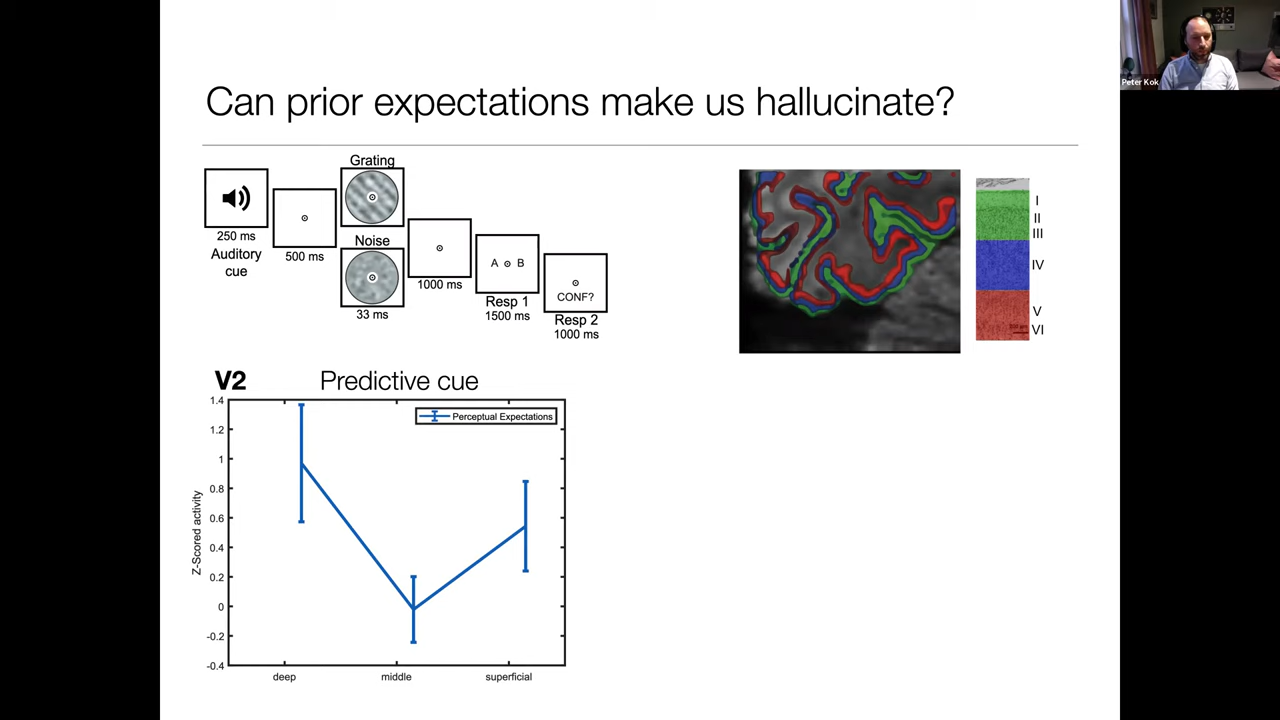 Peter Kok
Can prior expectations make us hallucinate?
Grating
250 ms
Auditory
cue
500 ms
Noise
33 ms
1000 ms
A B
Resp 1
1500 ms
CONF?
Resp 2
1000 ms
I
II
III
IV
V
VI
V2 Predictive cue
Perceptual Expectations
Z-Scored activity
1.4
1.2
1
0.8
0.6
0.4
0.2
0
-0.2
-0.4
deep middle superficial